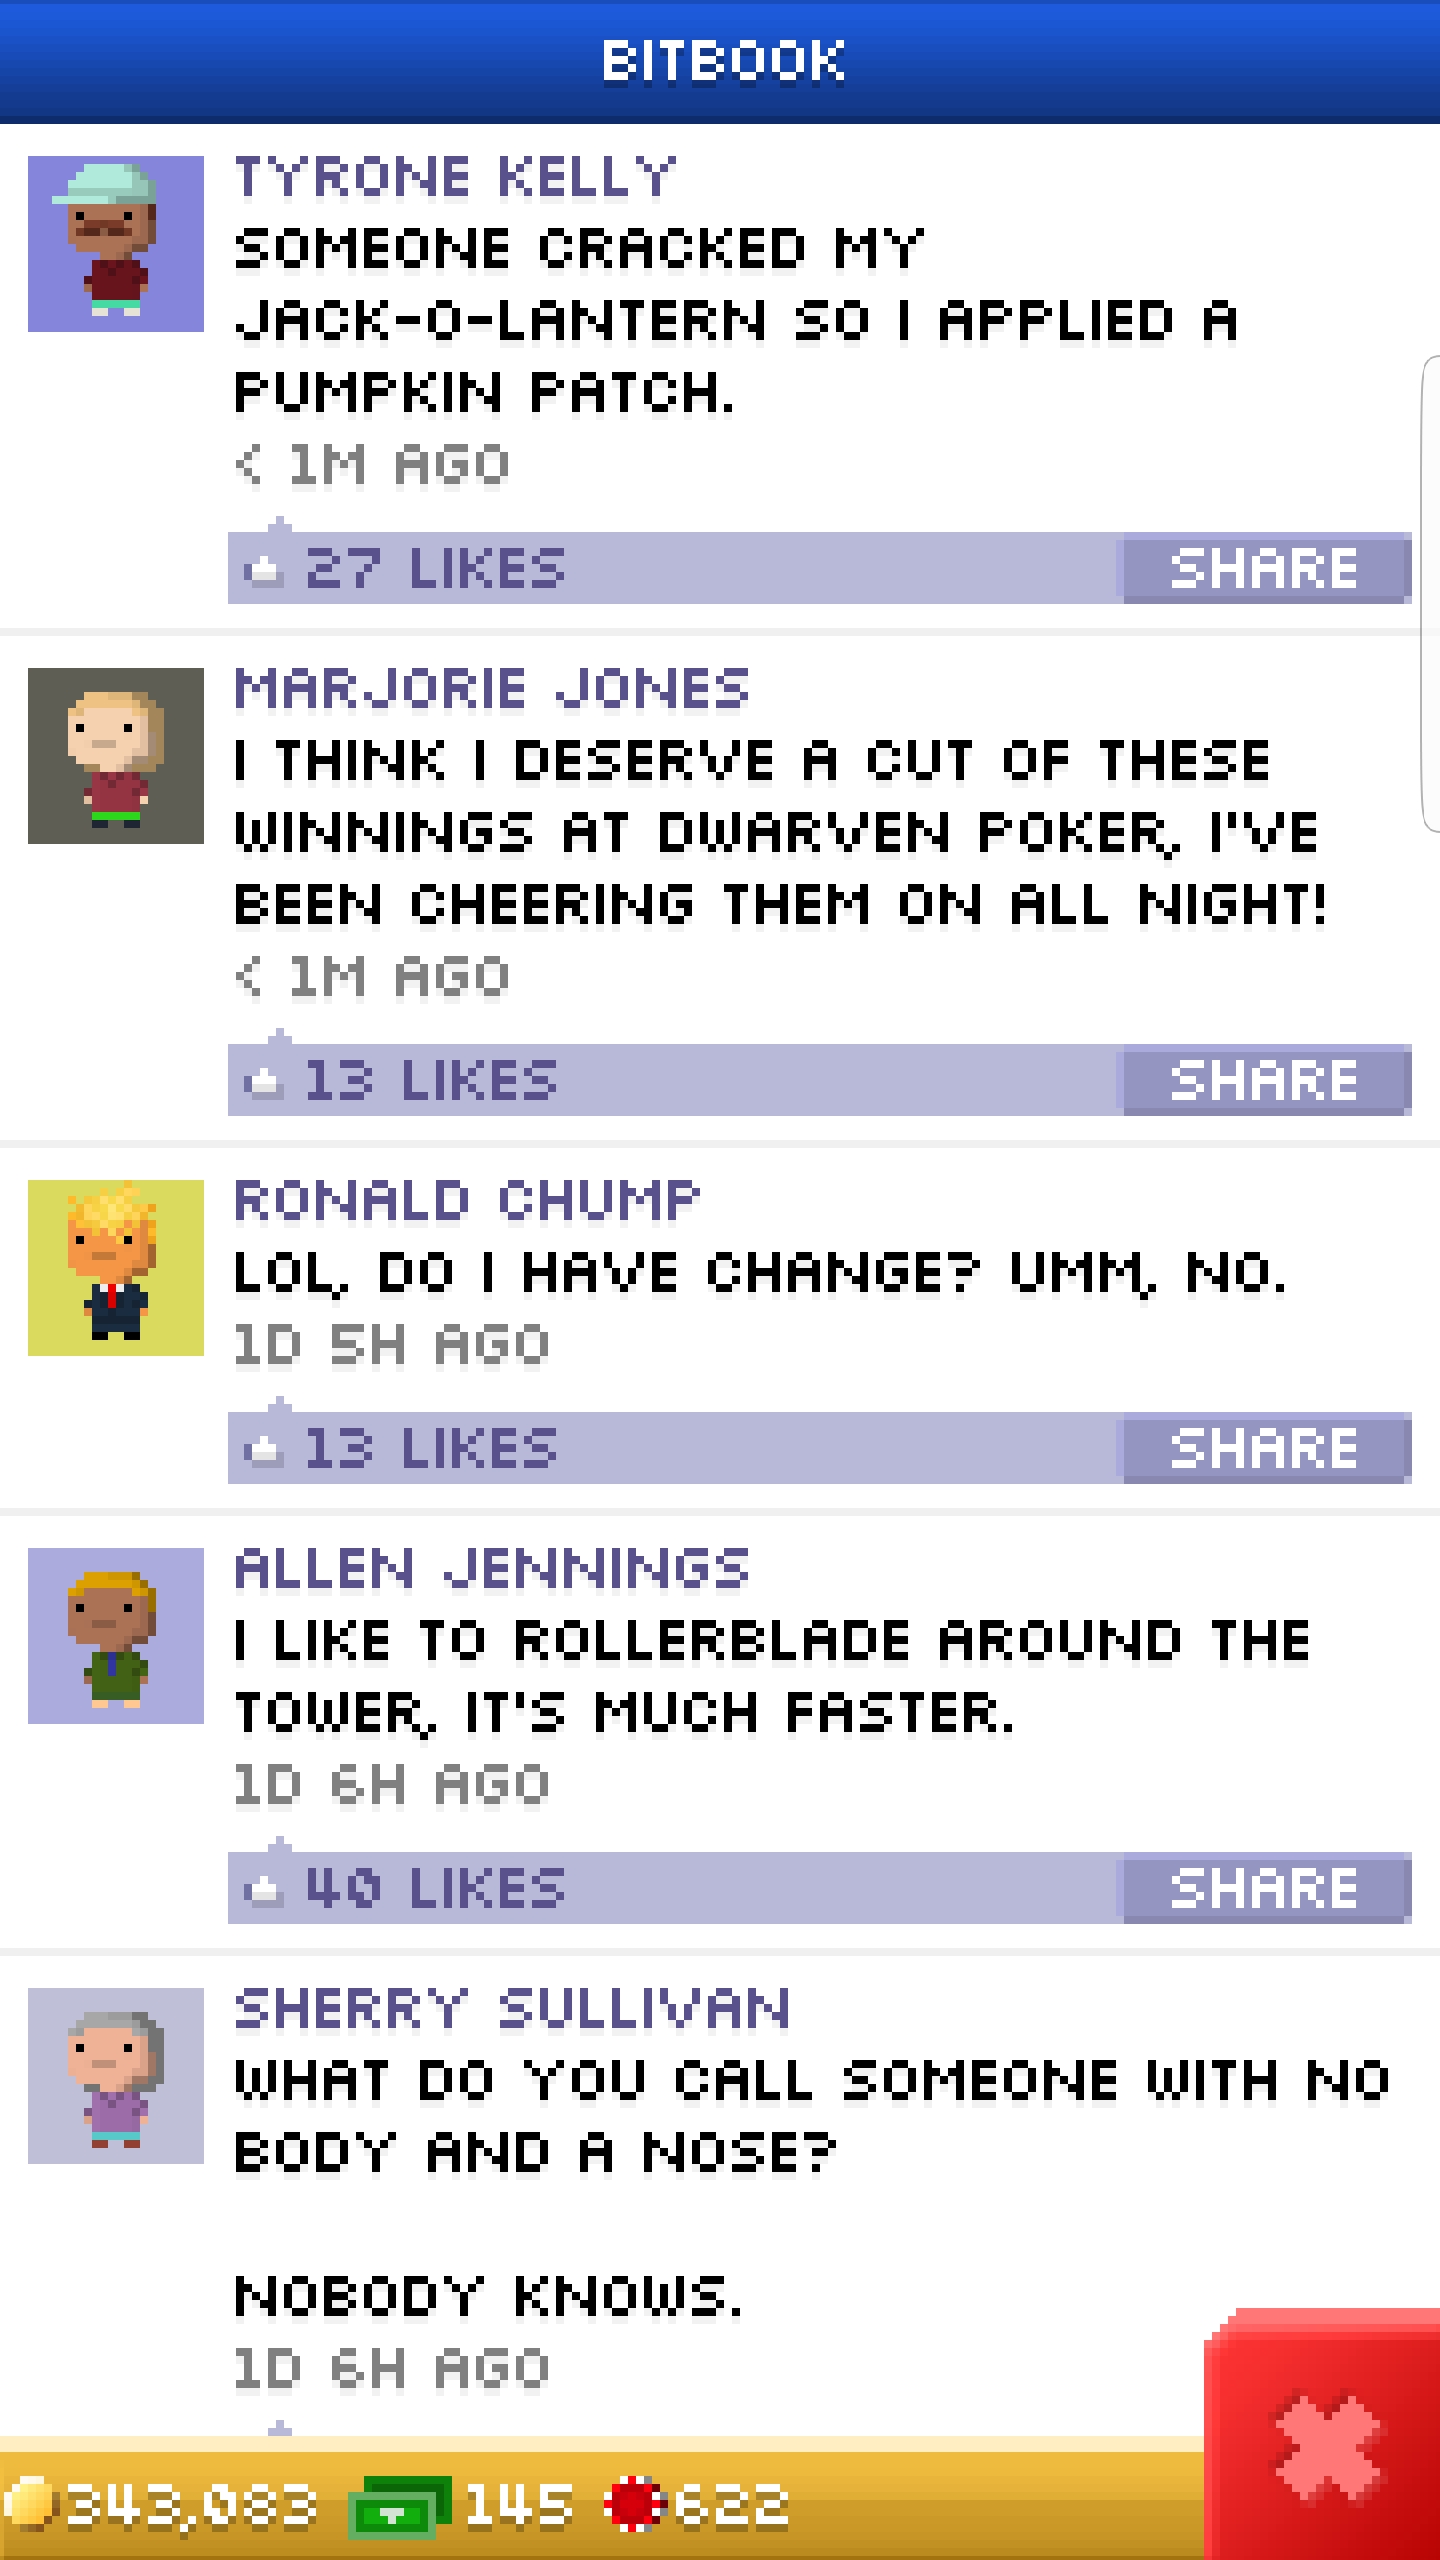 BITBOOK
TYRONE KELLY
SOMEONE CRACKED MY
JACK-O-LANTERN SO I APPLIED A
PUMPKIN PATCH.
< 1M AGO
27 LIKES
SHARE
MARJORIE JONES
I THINK I DESERVE A CUT OF THESE
WINNINGS AT DWARVEN POKER, I'VE
BEEN CHEERING THEM ON ALL NIGHT!
< 1M AGO
13 LIKES
SHARE
RONALD CHUMP
LOL, DO I HAVE CHANGE? UMM, NO.
1D 5H AGO
13 LIKES
SHARE
ALLEN JENNINGS
I LIKE TO ROLLERBLADE AROUND THE
TOWER, IT'S MUCH FASTER.
1D 6H AGO
40 LIKES
SHARE
SHERRY SULLIVAN
WHAT DO YOU CALL SOMEONE WITH NO
BODY AND A NOSE?
NOBODY KNOWS.
1D 6H AGO
343,083 145 622